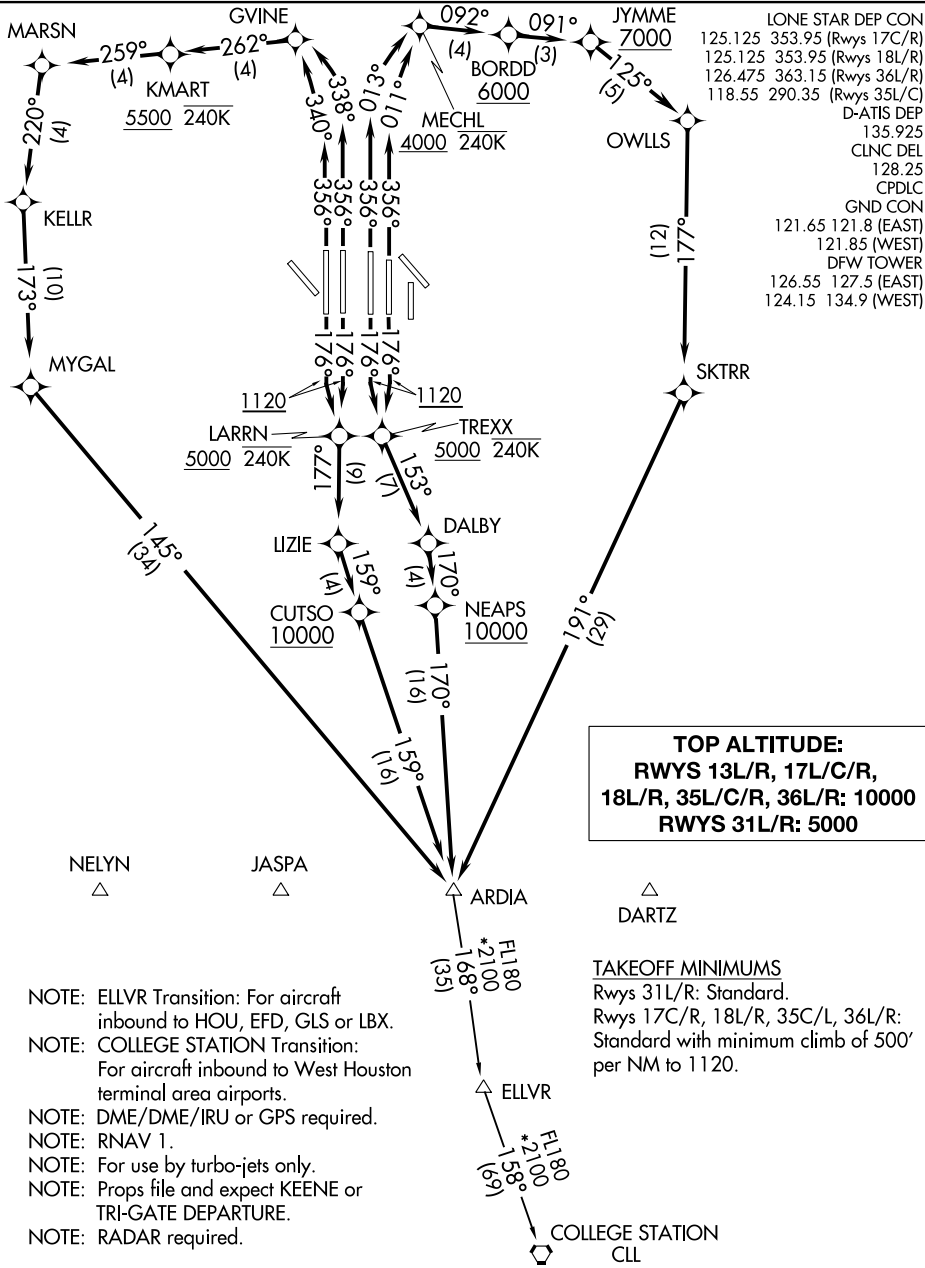 MARSN
259°
(4)
KMART
5500 240K
262°
(4)
GVINE
338°
340°
356°
356°
013°
011°
356°
356°
092°
(4)
MECHL
4000 240K
BORDD
6000
091°
(3)
JYMME
7000
125°
(5)
OWLLS
LONE STAR DEP CON
125.125 353.95 (Rwys 17C/R)
125.125 353.95 (Rwys 18L/R)
126.475 363.15 (Rwys 36L/R)
118.55 290.35 (Rwys 35L/C)
D-ATIS DEP
135.925
CLNC DEL
128.25
CPDLC
GND CON
121.65 121.8 (EAST)
121.85 (WEST)
DFW TOWER
126.55 127.5 (EAST)
124.15 134.9 (WEST)
220°
(4)
KELLR
173°
(10)
MYGAL
176°
176°
176°
176°
177°
(12)
SKTRR
1120
1120
LARRN
5000 240K
TREXX
5000 240K
177°
(9)
153°
(7)
LIZIE
DALBY
159°
(4)
170°
(4)
CUTSO
10000
NEAPS
10000
145°
(34)
159°
(16)
170°
(16)
191°
(29)
TOP ALTITUDE:
RWYS 13L/R, 17L/C/R,
18L/R, 35L/C/R, 36L/R: 10000
RWYS 31L/R: 5000
NELYN
JASPA
ARDIA
DARTZ
FL180
*2100
168°
(35)
ELLVR
FL180
*2100
158°
(69)
COLLEGE STATION
CLL
TAKEOFF MINIMUMS
Rwys 31L/R: Standard.
Rwys 17C/R, 18L/R, 35C/L, 36L/R:
Standard with minimum climb of 500'
per NM to 1120.
NOTE: ELLVR Transition: For aircraft
inbound to HOU, EFD, GLS or LBX.
NOTE: COLLEGE STATION Transition:
For aircraft inbound to West Houston
terminal area airports.
NOTE: DME/DME/IRU or GPS required.
NOTE: RNAV 1.
NOTE: For use by turbo-jets only.
NOTE: Props file and expect KEENE or
TRI-GATE DEPARTURE.
NOTE: RADAR required.